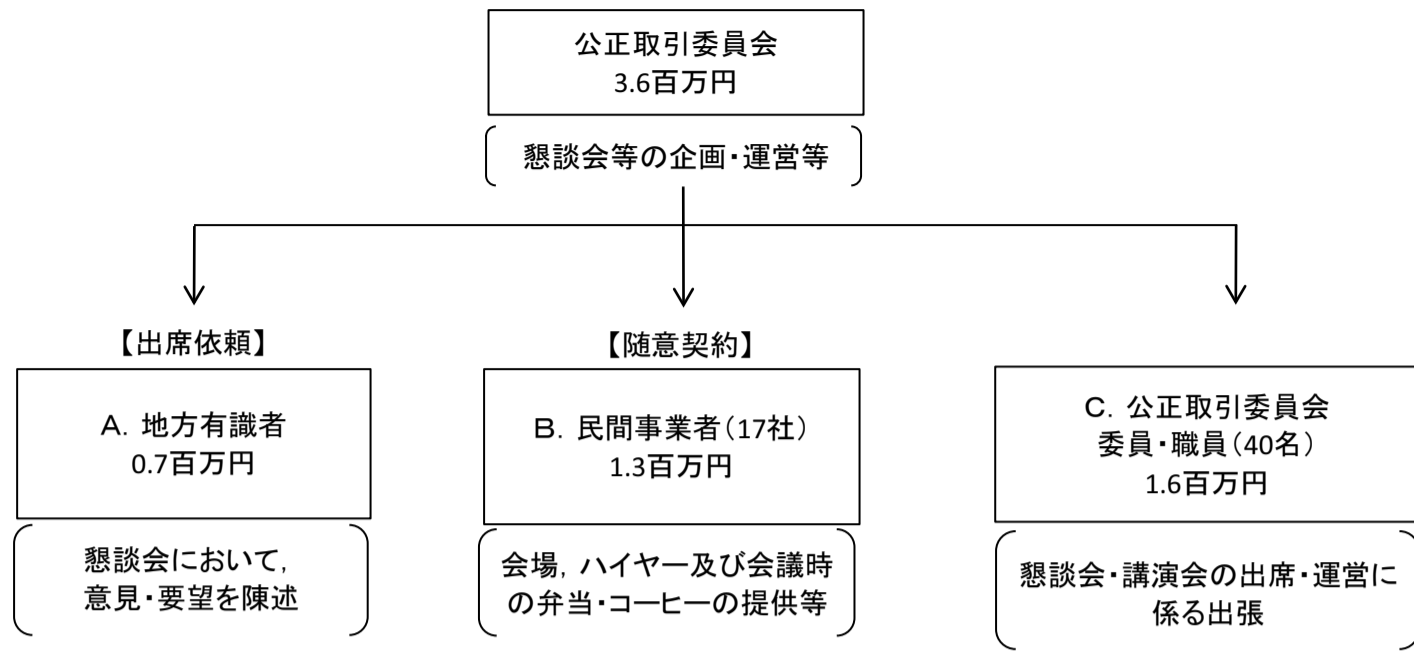 公正取引委員会
3.6百万円
懇談会等の企画・運営等
【出席依頼】
A．地方有識者
0.7百万円
懇談会において，
意見・要望を陳述
【随意契約】
B．民間事業者（17社）
1.3百万円
会場，ハイヤー及び会議時
の弁当・コーヒーの提供等
C．公正取引委員会
委員・職員（40名）
1.6百万円
懇談会・講演会の出席・運営に
係る出張